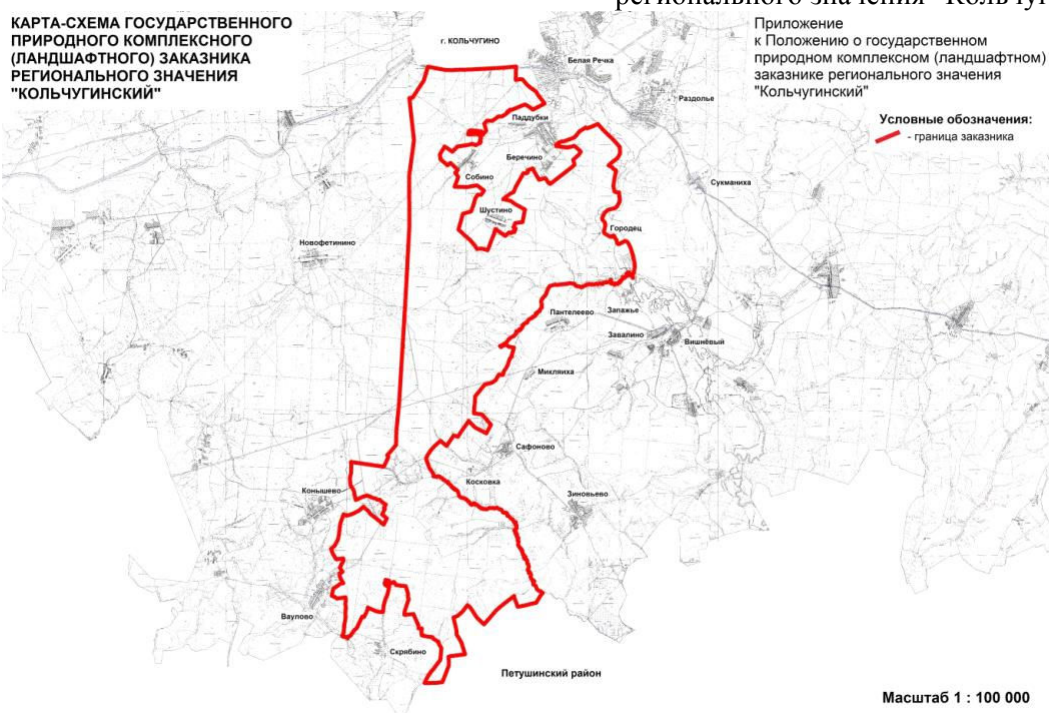 регионального значения "Кольчуг
КАРТА-СХЕМА ГОСУДАРСТВЕННОГО
ПРИРОДНОГО КОМПЛЕКСНОГО
(ЛАНДШАФТНОГО) ЗАКАЗНИКА
РЕГИОНАЛЬНОГО ЗНАЧЕНИЯ
"КОЛЬЧУГИНСКИЙ"
Приложение
к Положению о государственном
природном комплексном (ландшафтном)
заказнике регионального значения
"Кольчугинский"
Условные обозначения:
- граница заказника
г. КОЛЬЧУГИНО
Белая Речка
Раздолье
Паддубки
Беречино
Собино
Сукманиха
Шустино
Городец
Новофетинино
Пантелеево
Запажье
Завалино
Вишнёвый
Микляиха
Сафоново
Косковка
Конышево
Зиновьево
Ваулово
Скрябино
Петушинский район
Масштаб 1 : 100 000